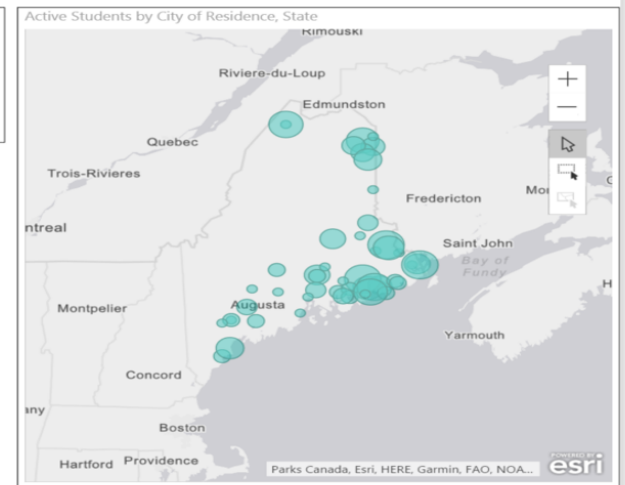 Active Students by City of Residence, State
Rimouski
Riviere-du-Loup
Edmundston
Quebec
Trois-Rivieres
Fredericton
ntreal
Saint John
Bay of
Fundy
Augusta
Montpelier
Yarmouth
Concord
any
Boston
Hartford
Providence
Parks Canada, Esri, HERE, Garmin, FAO, NOA...
POWERED BY
esri